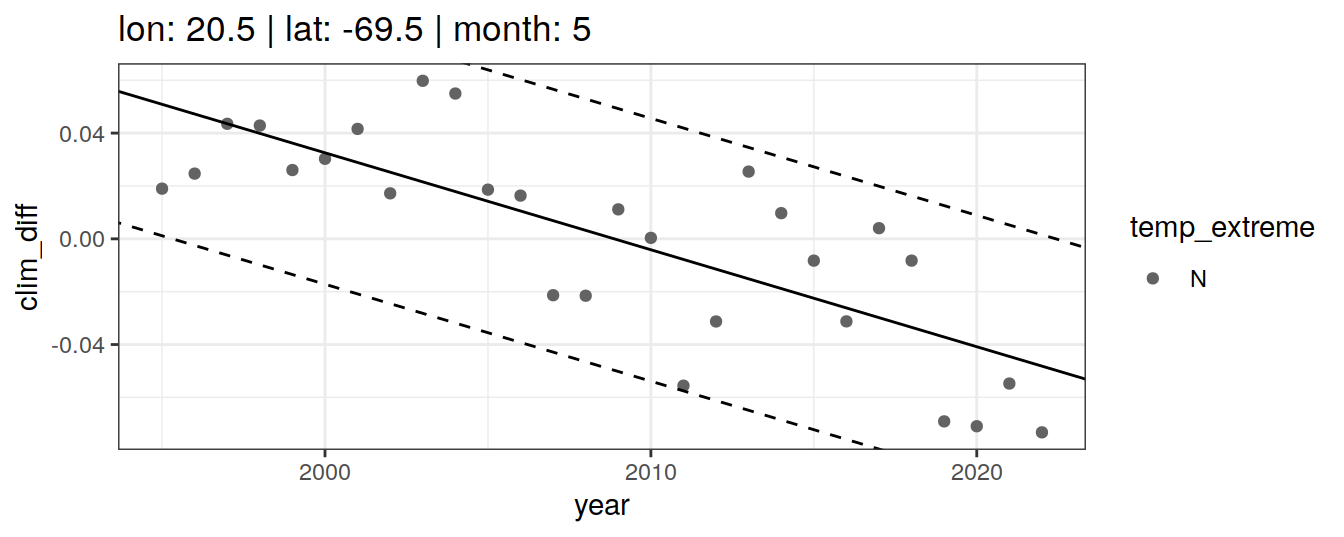 lon: 20.5 | lat: -69.5 | month: 5
clim_diff
0.04
0.00
-0.04
2000
2010
2020
year
temp_extreme
N